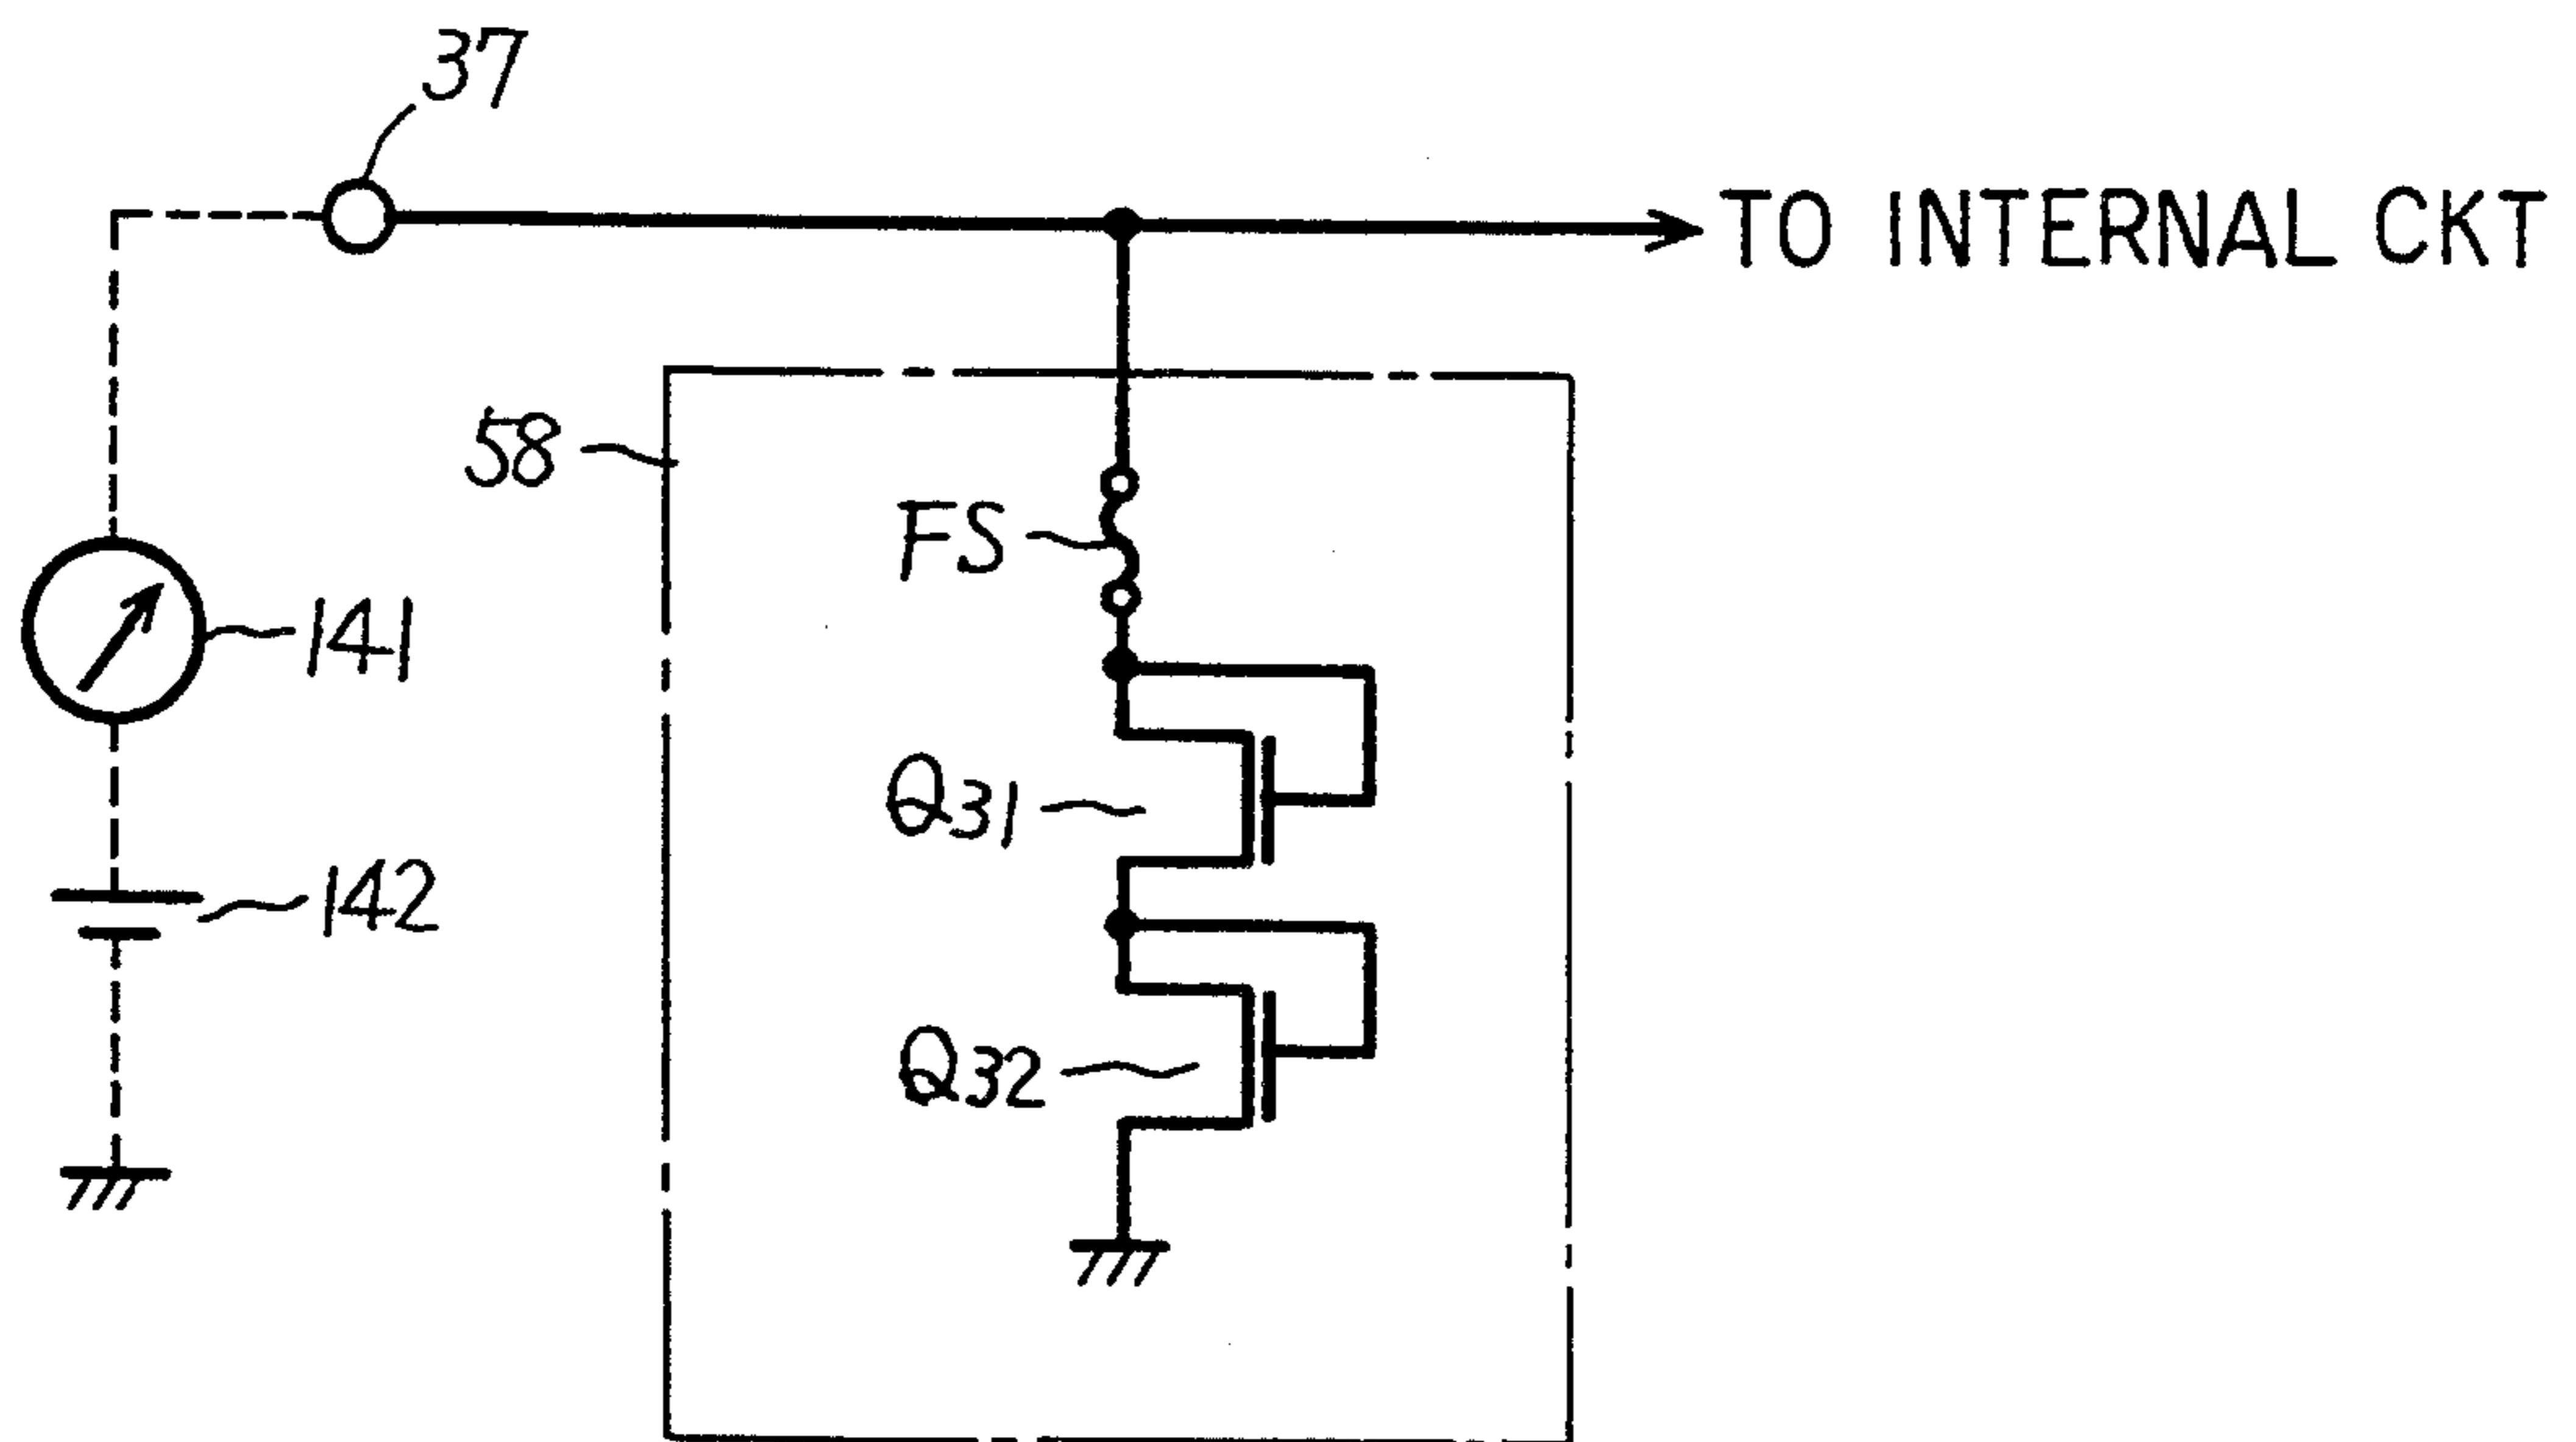 37
TO INTERNAL CKT
58
FS
141
Q31
142
Q32